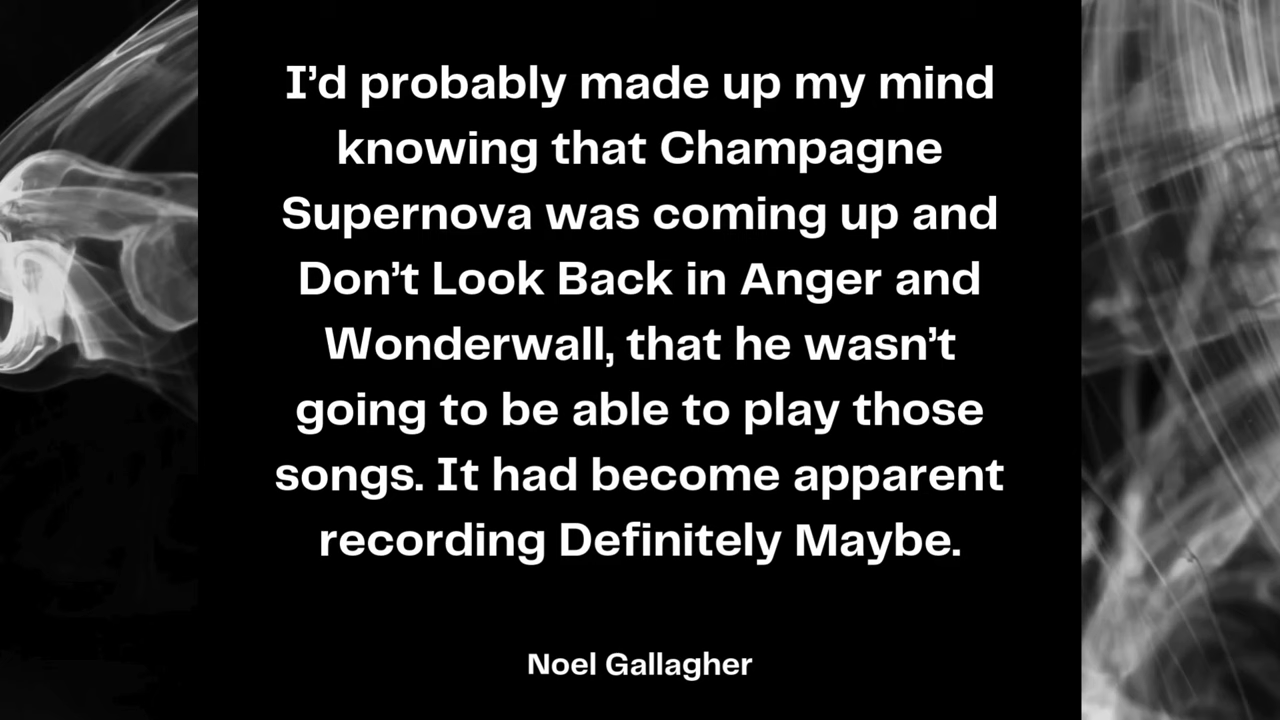 I’d probably made up my mind
knowing that Champagne
Supernova was coming up and
Don’t Look Back in Anger and
Wonderwall, that he wasn’t
going to be able to play those
songs. It had become apparent
recording Definitely Maybe.
Noel Gallagher